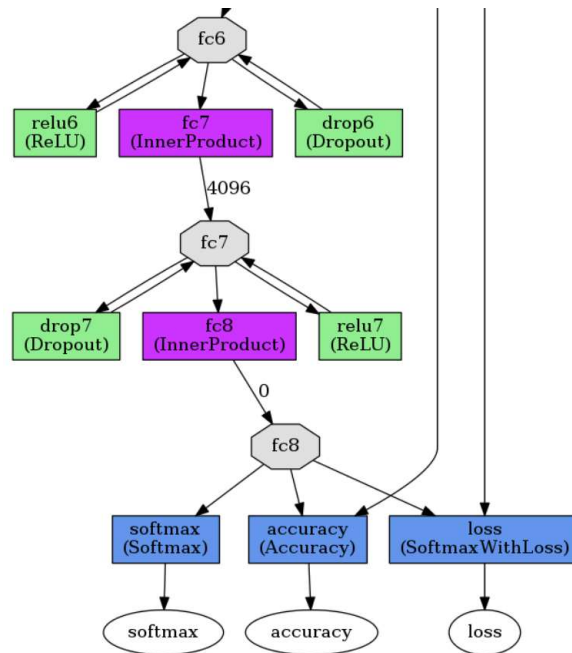 fc6
relu6
(ReLU)
fc7
(InnerProduct)
drop6
(Dropout)
4096
fc7
drop7
(Dropout)
fc8
(InnerProduct)
relu7
(ReLU)
0
fc8
softmax
(Softmax)
accuracy
(Accuracy)
loss
(SoftmaxWithLoss)
softmax
accuracy
loss